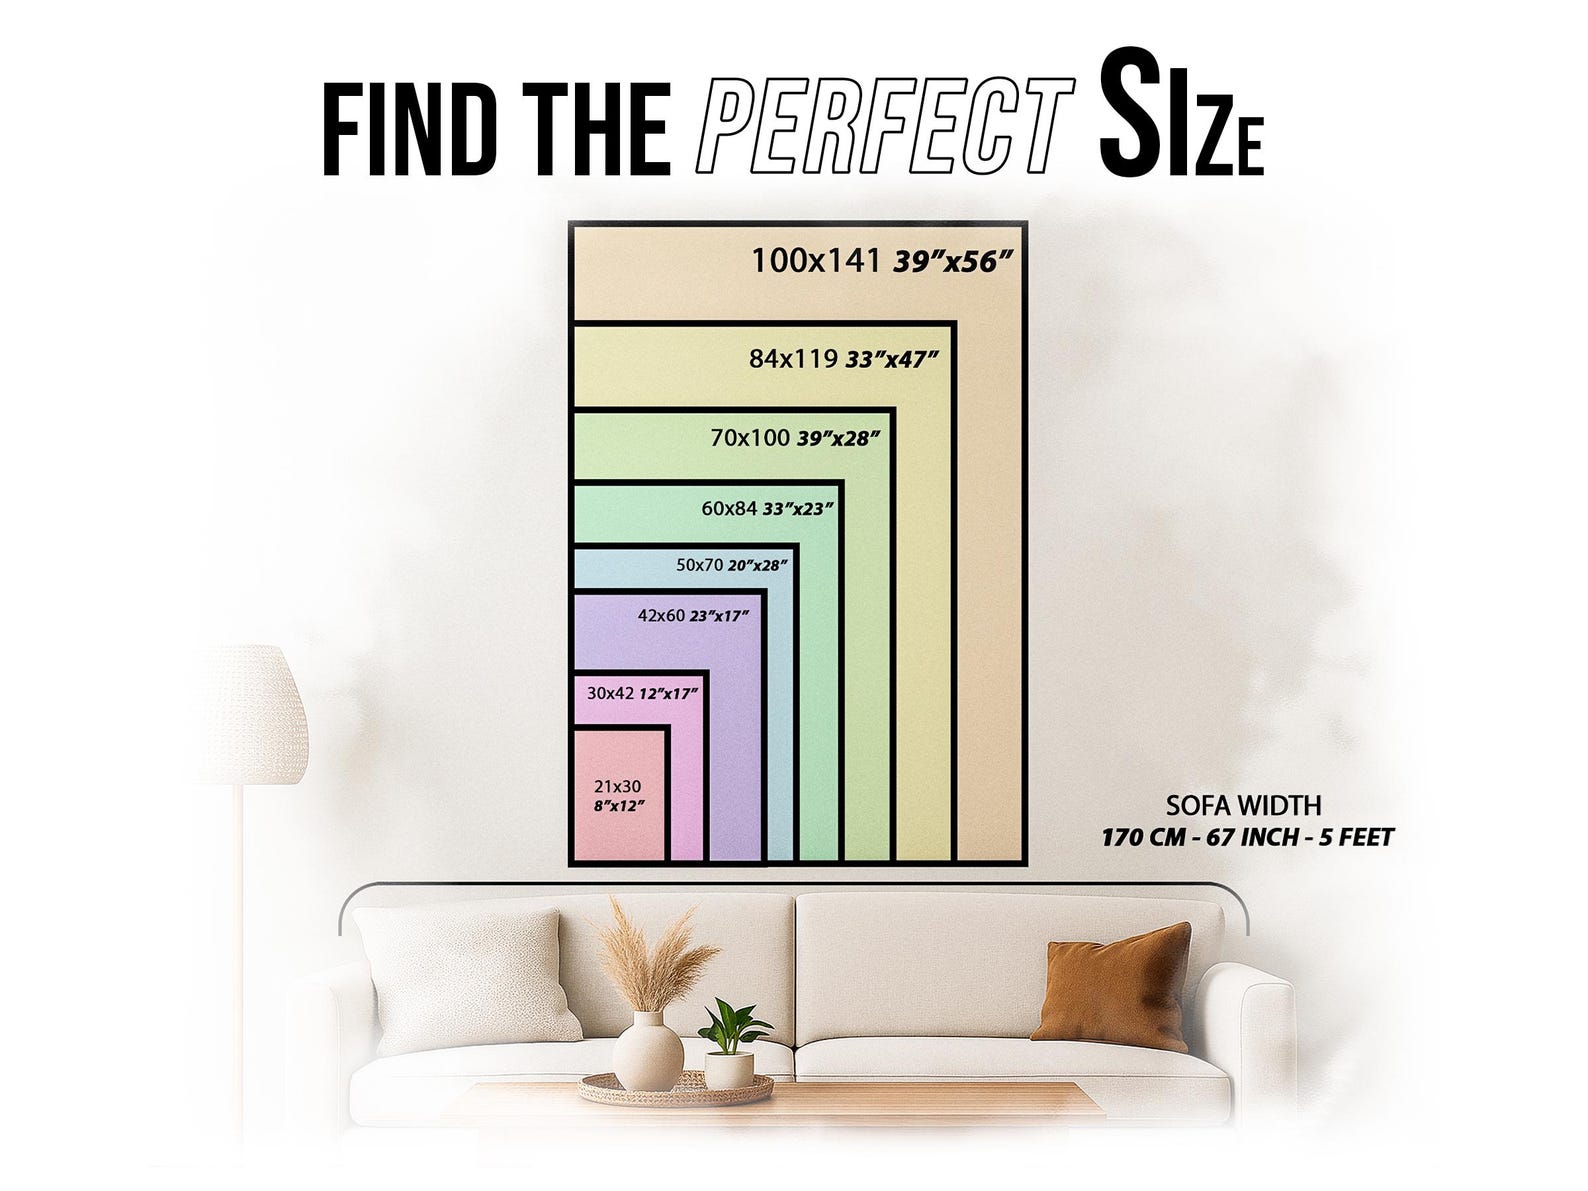 FIND THE PERFECT SIZE
100x141 39”x56”
84x119 33”x47”
70x100 39”x28”
60x84 33”x23”
50x70 20”x28”
42x60 23”x17”
30x42 12”x17”
21x30
8”x12”
SOFA WIDTH
170 CM - 67 INCH - 5 FEET